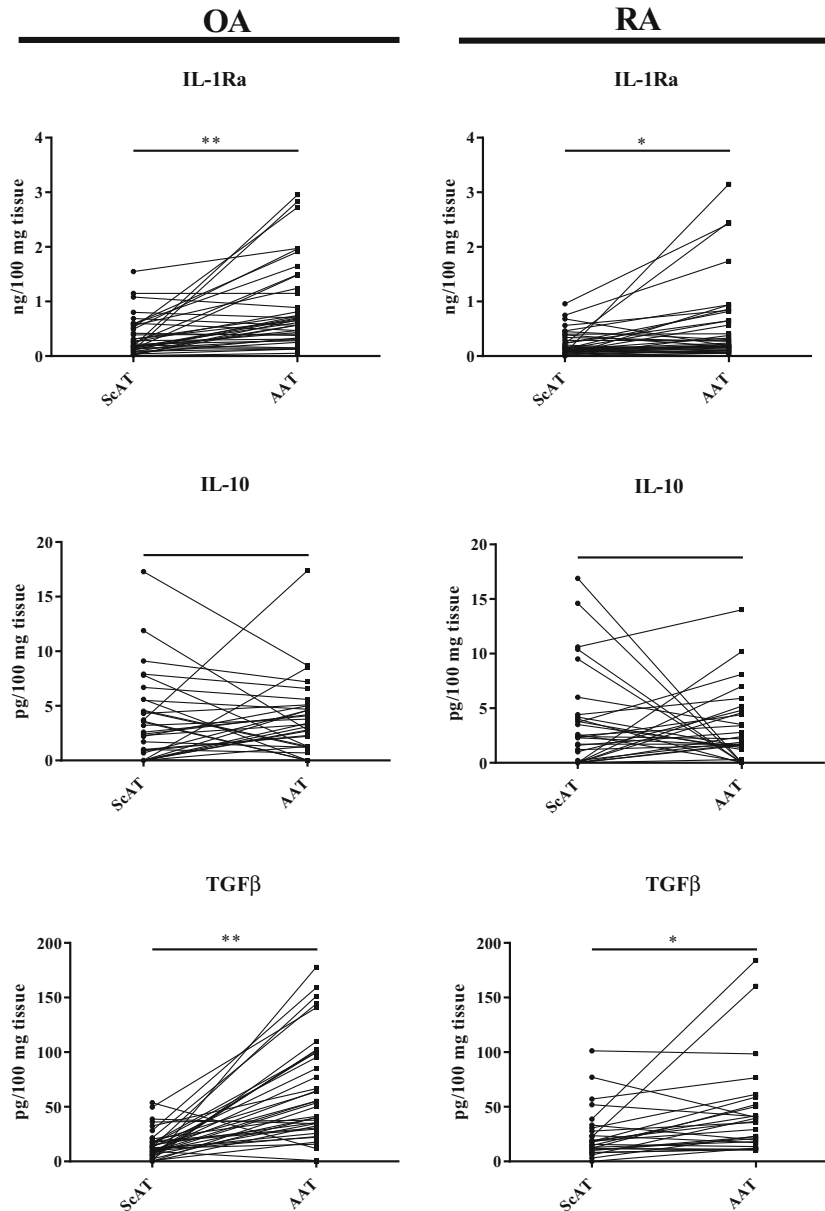 OA
RA
IL-1Ra
IL-1Ra
ng/100 mg tissue
4
3
2
1
0
**
ScAT
AAT
ng/100 mg tissue
4
3
2
1
0
*
ScAT
AAT
IL-10
IL-10
pg/100 mg tissue
20
15
10
5
0
ScAT
AAT
pg/100 mg tissue
20
15
10
5
0
ScAT
AAT
TGFβ
TGFβ
pg/100 mg tissue
200
150
100
50
0
**
ScAT
AAT
pg/100 mg tissue
200
150
100
50
0
*
ScAT
AAT